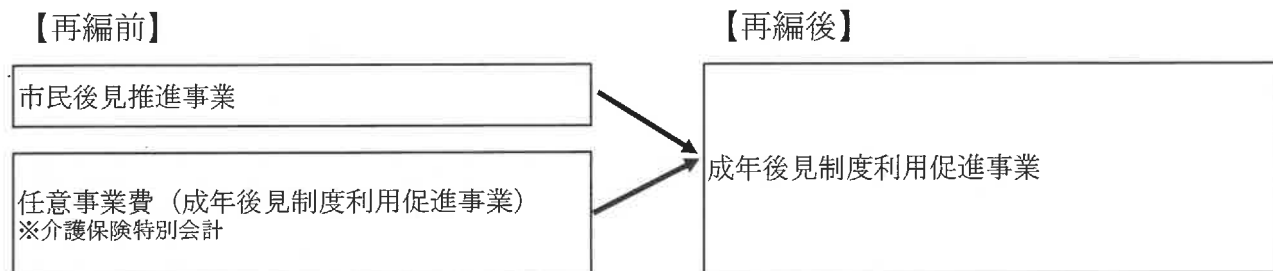 【再編前】
【再編後】
市民後見推進事業
任意事業費（成年後見制度利用促進事業）
※介護保険特別会計
成年後見制度利用促進事業